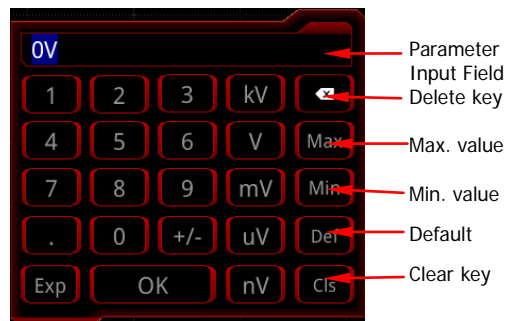 0V
Parameter
Input Field
1 2 3 kV
Delete key
4 5 6 V Max
Max. value
7 8 9 mV Min
Min. value
. 0 +/- uV Def
Default
Exp OK nV Cls
Clear key